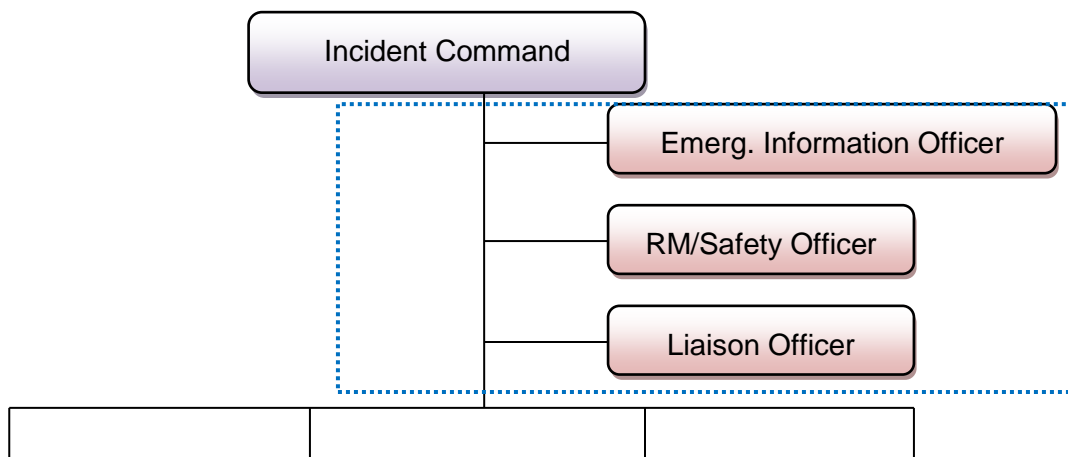 Incident Command
Emerg. Information Officer
RM/Safety Officer
Liaison Officer